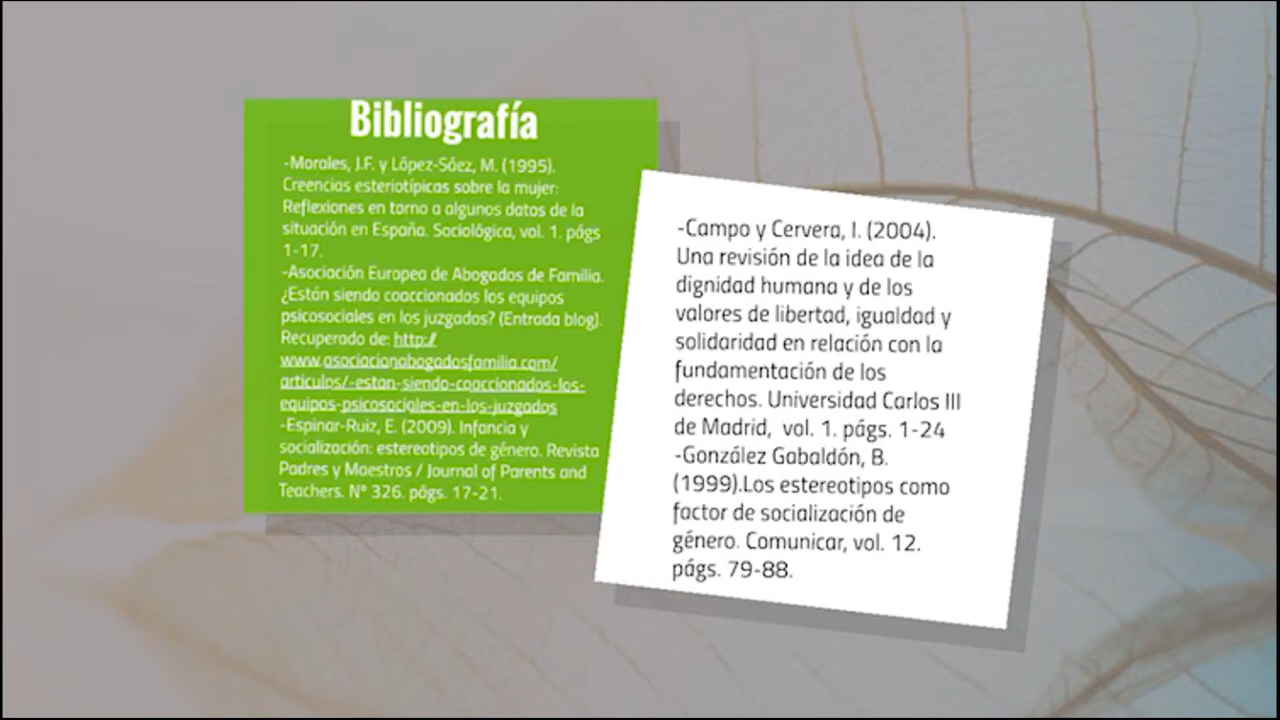 Bibliografía
-Morales, J.F. y López-Sóez, M. (1995).
Creencias esteriotípicas sobre la mujer:
Reflexiones en torno a algunos datos de la
situación en España. Sociológica, vol. 1. págs
1-17.
-Asociación Europea de Abogados de Familia.
¿Están siendo coaccionados los equipos
psicosociales en los juzgados? (Entrada blog).
Recuperado de: http://
www.asociacionabogadosfamilia.com/
articulos/-estan-siendo-coaccionados-los-
equipos-psicosociales-en-los-juzgados
-Espinar-Ruiz, E. (2009). Infancia y
socialización: estereotipos de género. Revista
Padres y Maestros / Journal of Parents and
Teachers. Nº 326. págs. 17-21.
-Campo y Cervera, I. (2004).
Una revisión de la idea de la
dignidad humana y de los
valores de libertad, igualdad y
solidaridad en relación con la
fundamentación de los
derechos. Universidad Carlos III
de Madrid, vol. 1. págs. 1-24
-González Gabaldón, B.
(1999).Los estereotipos como
factor de socialización de
género. Comunicar, vol. 12.
págs. 79-88.